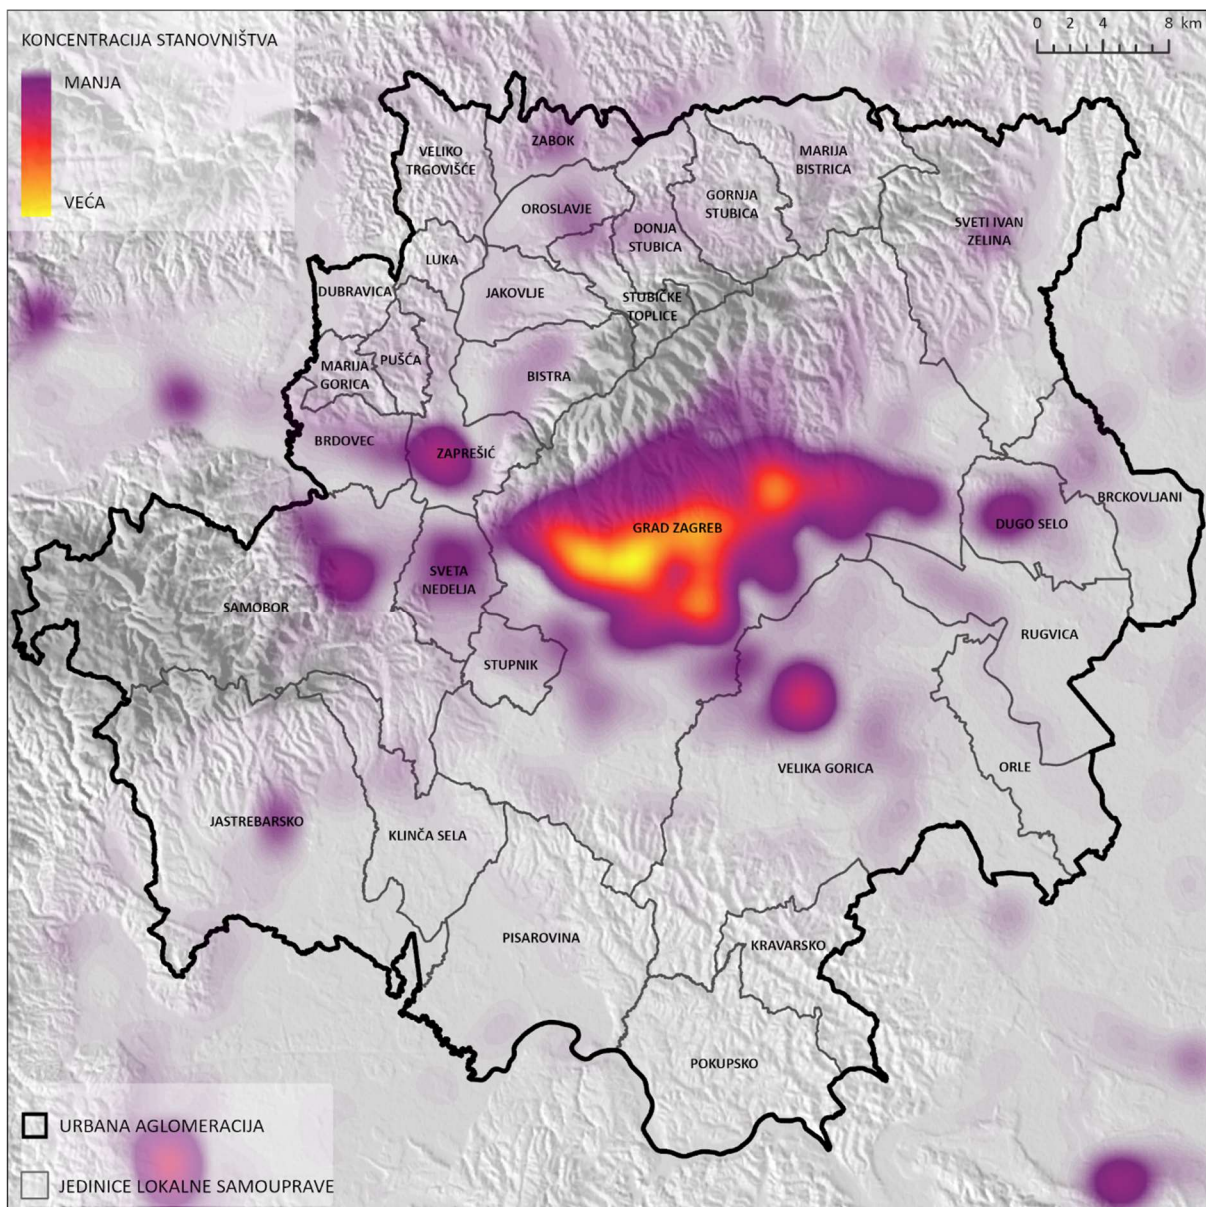 KONCENTRACIJA STANOVNIŠTVA
MANJA
VEĆA
0 2 4 8 km
ZABOK
VELIKO
TRGOVIŠĆE
MARIJA
BISTRICA
OROSLAVJE
GORNJA
STUBICA
DONJA
STUBICA
SVETI IVAN
ZELINA
LUKA
DUBRAVICA
JAKOVLJE
STUBIČKE
TOPLICE
PUŠĆA
MARIJA
GORICA
BISTRA
BRDOVEC
ZAPREŠIĆ
BRCKOVLJANI
GRAD ZAGREB
DUGO SELO
SVETA
NEDELJA
SAMOBOR
RUGVICA
STUPNIK
VELIKA GORICA
ORLE
JASTREBARSKO
KLINČA SELA
PISAROVINA
KRAVARSKO
POKUPSKO
URBANA AGLOMERACIJA
JEDINICE LOKALNE SAMOUPRAVE